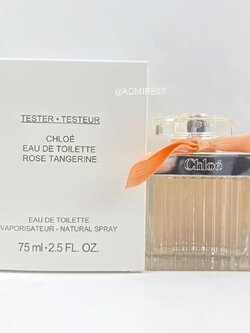 @ADMIRE07
TESTER • TESTEUR
CHLOÉ
EAU DE TOILETTE
ROSE TANGERINE
EAU DE TOILETTE
VAPORISATEUR - NATURAL SPRAY
75 ml · 2.5 FL. OZ.
Chloé